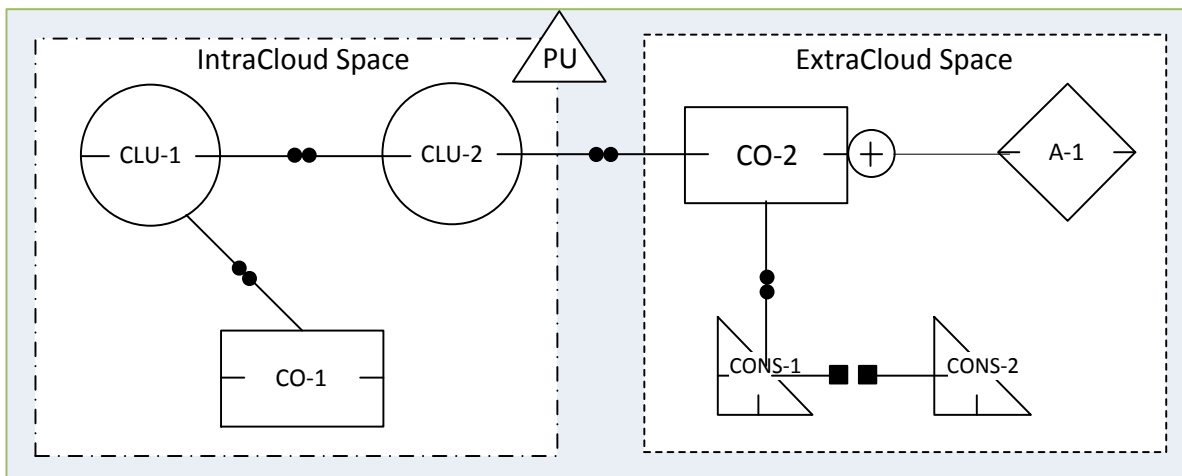 IntraCloud Space
PU
ExtraCloud Space
CLU-1
CLU-2
CO-2
A-1
CO-1
CONS-1
CONS-2